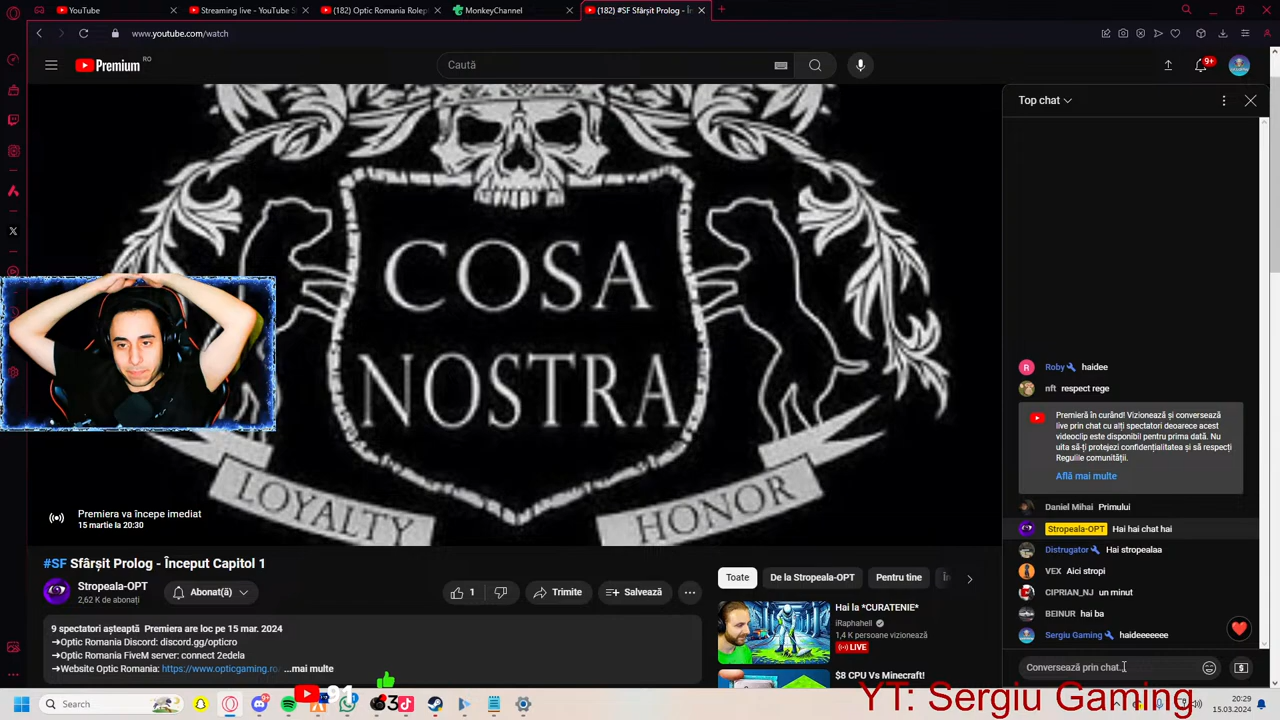 YouTube
Streaming live - YouTube S
(182) Optic Romania Rolep
MonkeyChannel
(182) #SF Sfârșit Prolog - Î
www.youtube.com/watch
Premium RO
Caută
9+
COSA
NOSTRA
LOYALTY
HONOR
Premiera va începe imediat
15 martie la 20:30
#SF Sfârșit Prolog - Început Capitol 1
Stropeala-OPT
2,62 K de abonați
Abonat(ă)
1
Trimite
Salvează
9 spectatori așteaptă Premiera are loc pe 15 mar. 2024
➔Optic Romania Discord: discord.gg/opticro
➔Optic Romania FiveM server: connect 2edela
➔Website Optic Romania: https://www.opticgaming.ro
...mai multe
Toate
De la Stropeala-OPT
Pentru tine
Hai la *CURATENIE*
iRaphahell
1,4 K persoane vizionează
LIVE
$8 CPU Vs Minecraft!
Top chat
R Roby haidee
nft respect rege
Premieră în curând! Vizionează și conversează
live prin chat cu alți spectatori deoarece acest
videoclip este disponibil pentru prima dată. Nu
uita să-ți protejezi confidențialitatea și să respecți
Regulile comunității.
Află mai multe
Daniel Mihai Primului
Stropeala-OPT Hai hai chat hai
Distrugator Hai stropealaa
VEX Aici stropi
CIPRIAN_NJ un minut
BEINUR hai ba
Sergiu Gaming haideeeeeee
Conversează prin chat...
91
3
YT: Sergiu Gaming
Search
20:29
15.03.2024